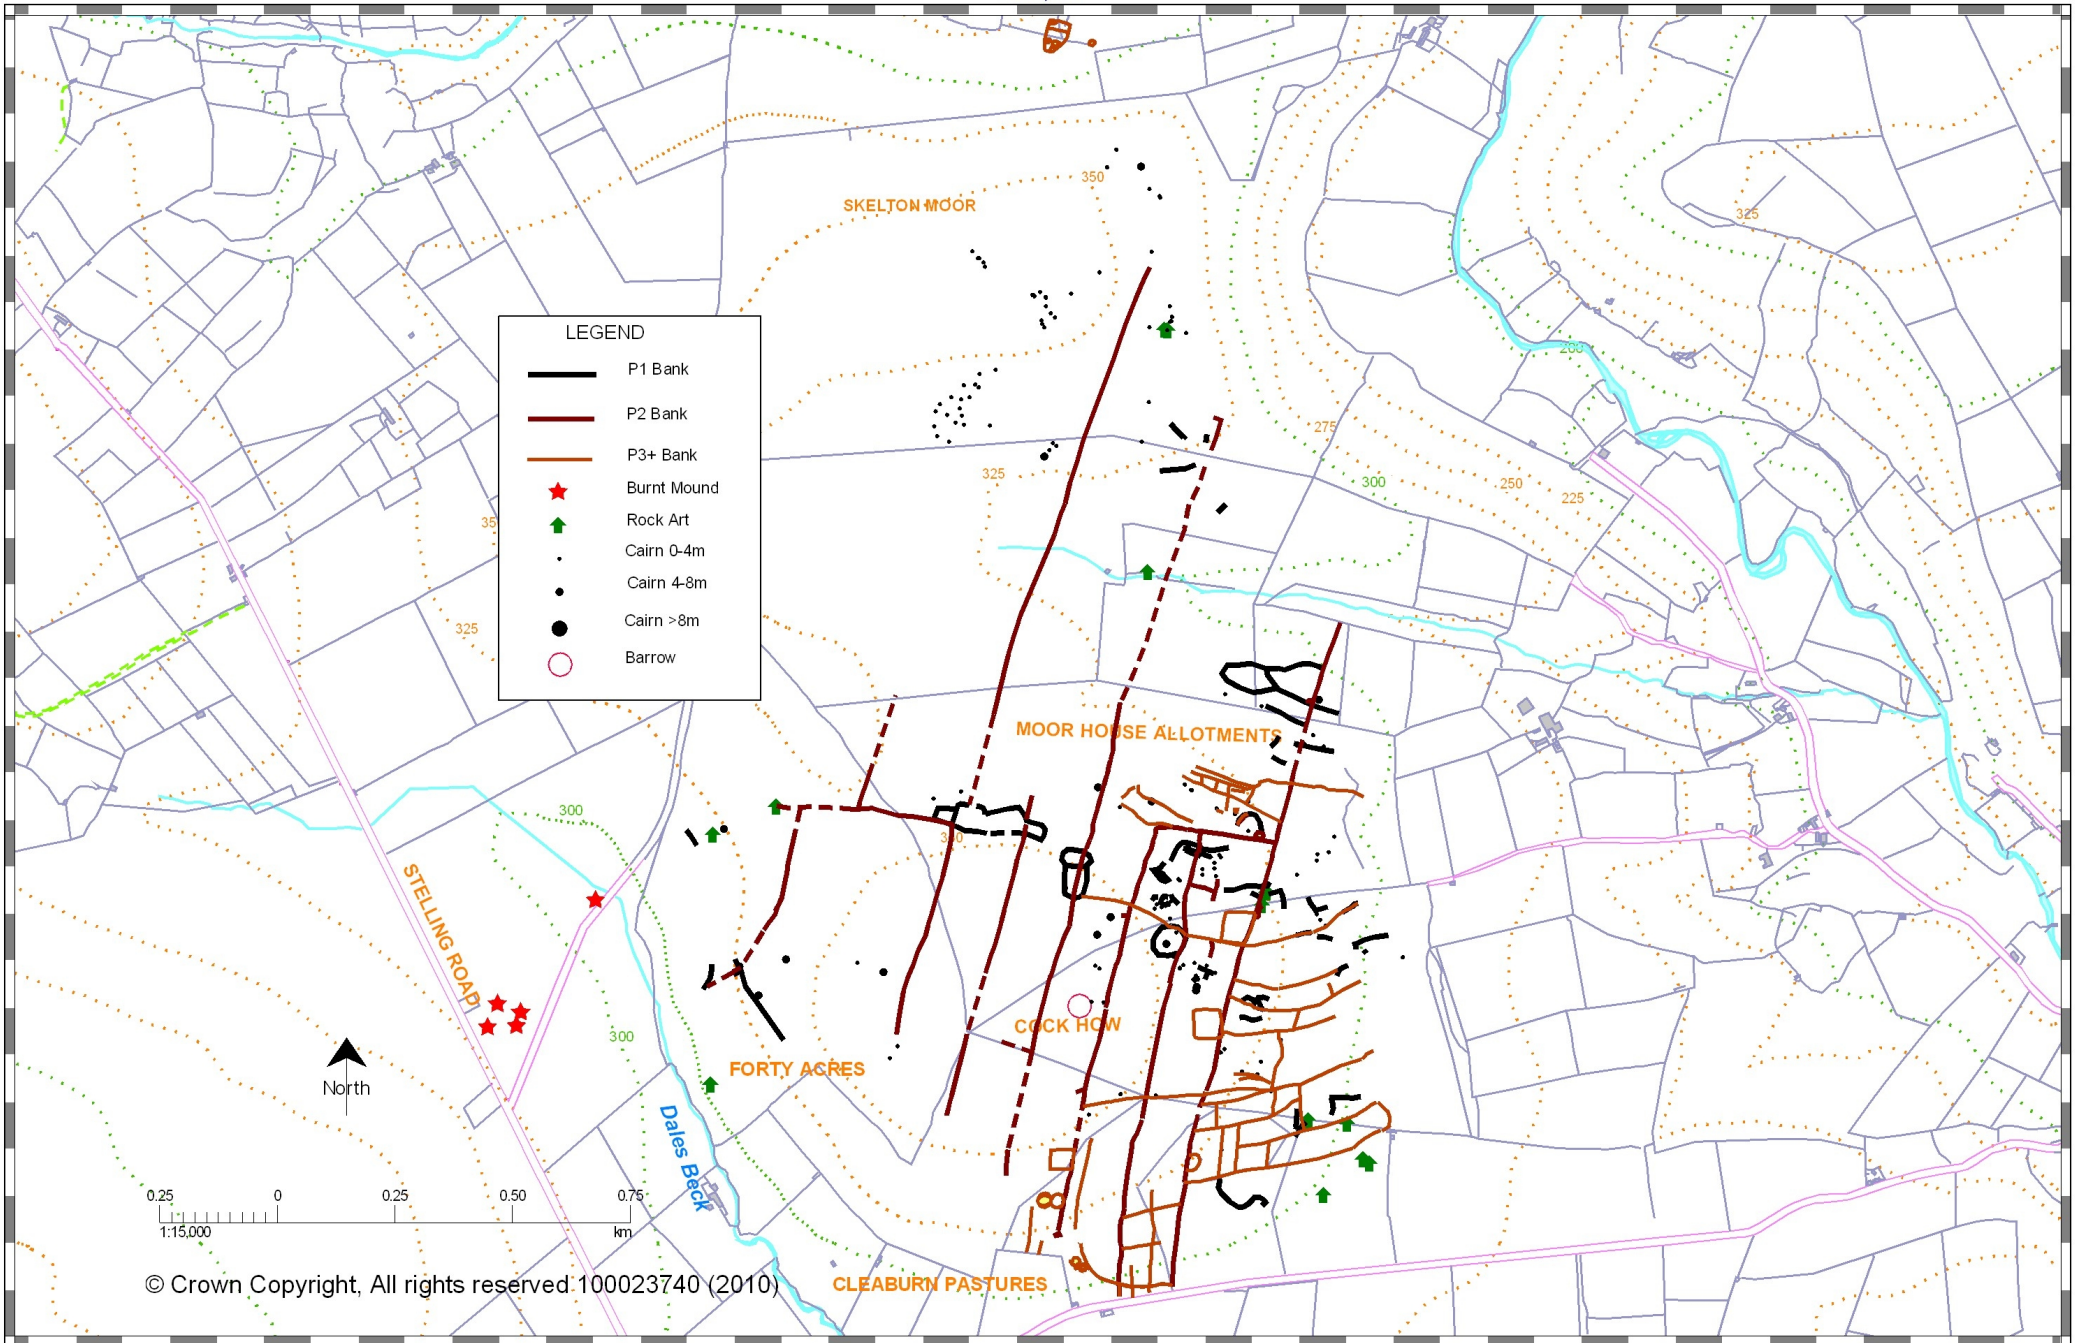 350
SKELTON MOOR
325
LEGEND
P1 Bank
P2 Bank
P3+ Bank
Burnt Mound
Rock Art
Cairn 0-4m
Cairn 4-8m
Cairn >8m
Barrow
200
275
325
300
250
225
35
325
MOOR HOUSE ALLOTMENTS
300
STELLING ROAD
300
COCK HOW
FORTY ACRES
North
Dales Beck
0.25 0 0.25 0.50 0.75
1:15,000 km
© Crown Copyright, All rights reserved 100023740 (2010)
CLEABURN PASTURES